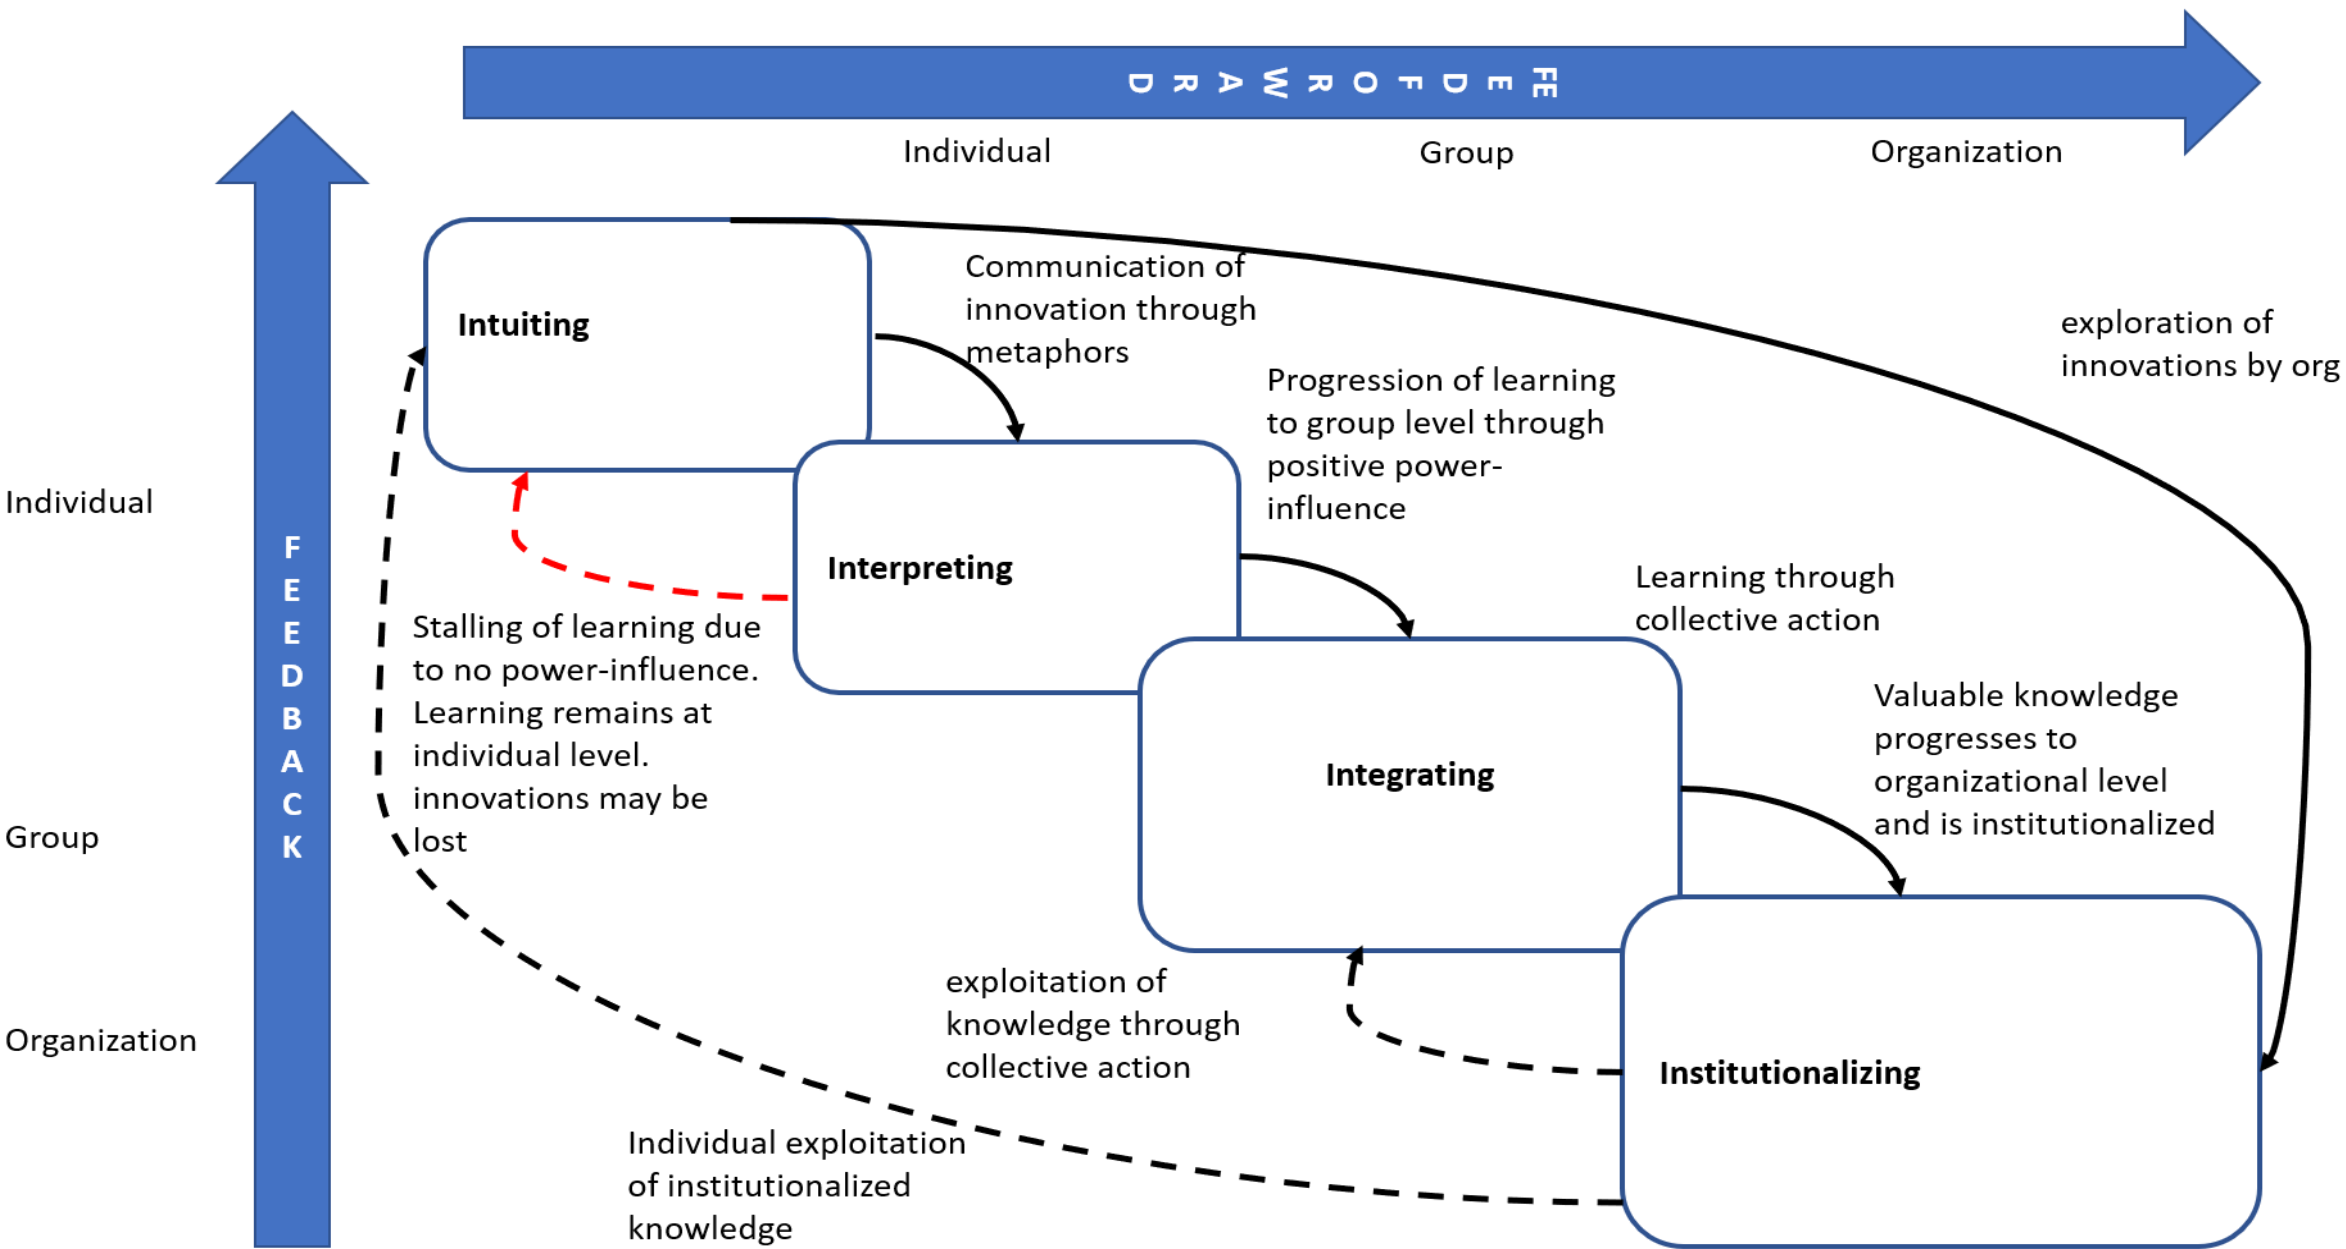 FEEDFORWARD
Individual
Group
Organization
Communication of
innovation through
metaphors
Intuiting
exploration of
innovations by org
Progression of learning
to group level through
positive power-
influence
Individual
FEEDBACK
Interpreting
Learning through
collective action
Stalling of learning due
to no power-influence.
Learning remains at
individual level.
innovations may be
lost
Valuable knowledge
progresses to
organizational level
and is institutionalized
Integrating
Group
exploitation of
knowledge through
collective action
Organization
Institutionalizing
Individual exploitation
of institutionalized
knowledge